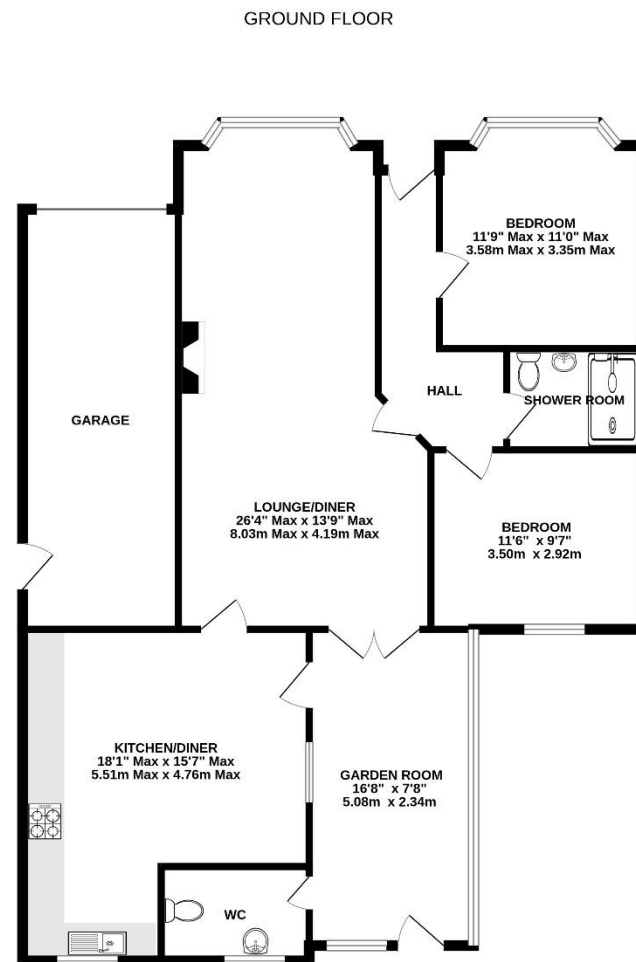 GROUND FLOOR
BEDROOM
11'9" Max x 11'0" Max
3.58m Max x 3.35m Max
SHOWER ROOM
HALL
GARAGE
LOUNGE/DINER
26'4" Max x 13'9" Max
8.03m Max x 4.19m Max
BEDROOM
11'6" x 9'7"
3.50m x 2.92m
KITCHEN/DINER
18'1" Max x 15'7" Max
5.51m Max x 4.76m Max
GARDEN ROOM
16'8" x 7'8"
5.08m x 2.34m
WC